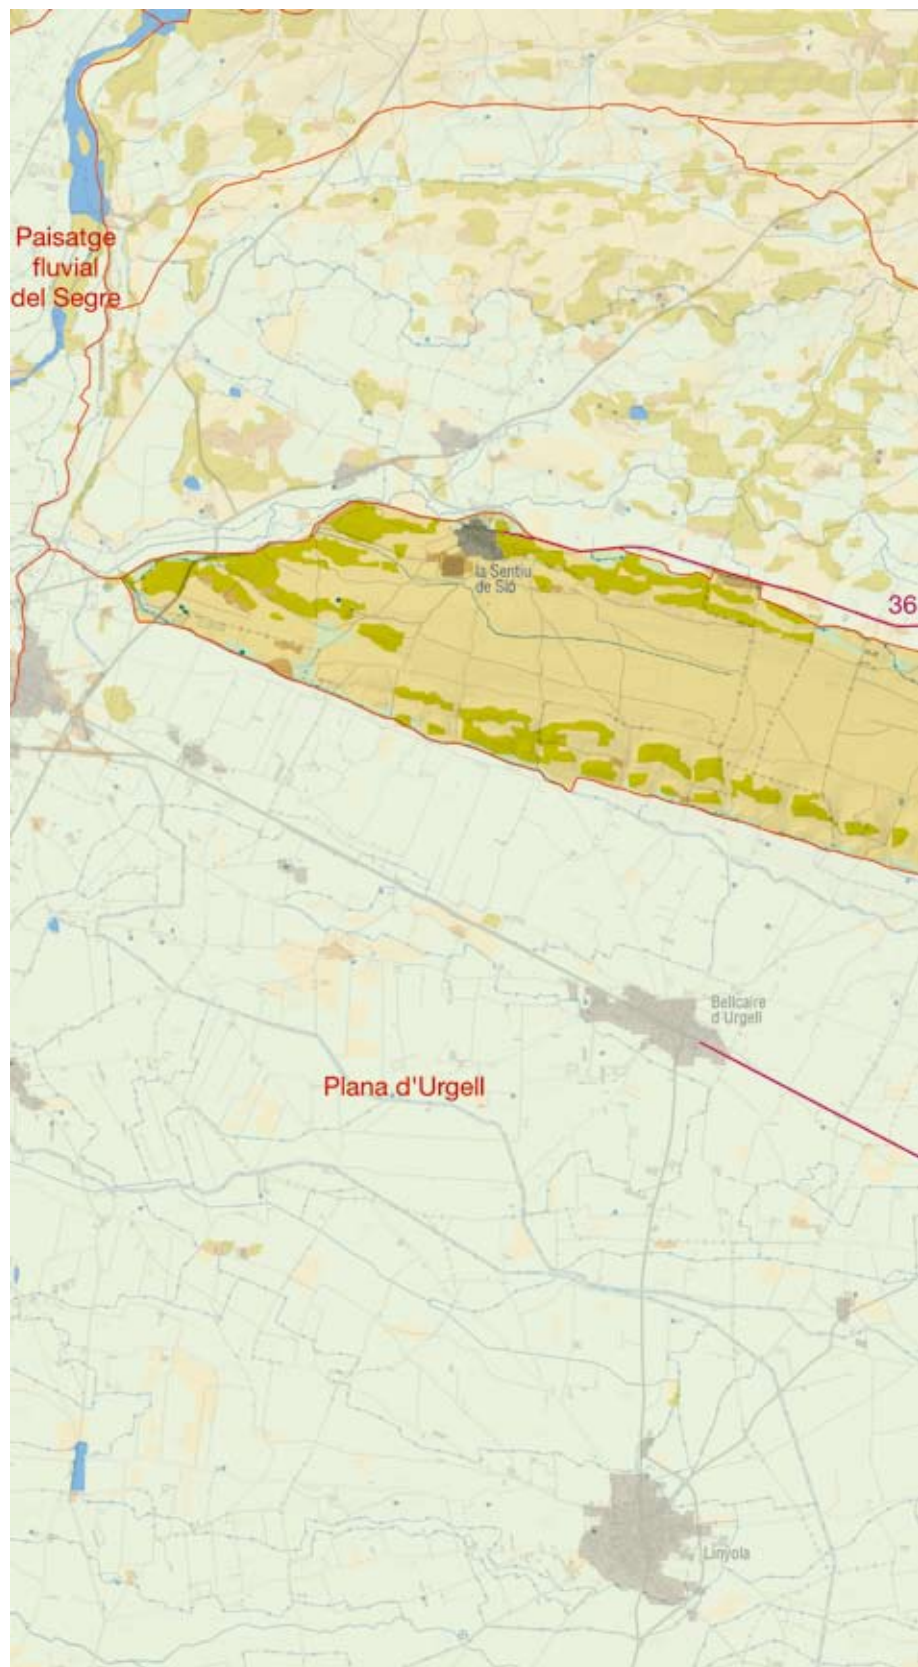 Paisatge
fluvial
del Segre
la Sentiu
de Sió
36
Bellcaire
d'Urgell
Plana d'Urgell
Linyola